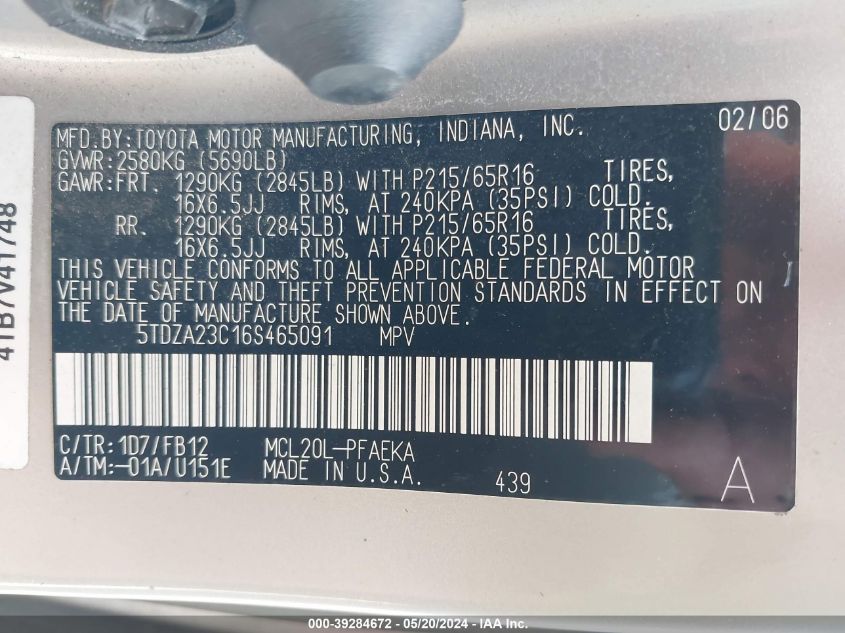 MFD.BY:TOYOTA MOTOR MANUFACTURING, INDIANA, INC. 02/06
GVWR:2580KG (5690LB)
GAWR:FRT. 1290KG (2845LB) WITH P215/65R16 TIRES,
16X6.5JJ RIMS, AT 240KPA (35PSI) COLD.
RR. 1290KG (2845LB) WITH P215/65R16 TIRES,
16X6.5JJ RIMS, AT 240KPA (35PSI) COLD.
THIS VEHICLE CONFORMS TO ALL APPLICABLE FEDERAL MOTOR
VEHICLE SAFETY AND THEFT PREVENTION STANDARDS IN EFFECT ON
THE DATE OF MANUFACTURE SHOWN ABOVE.
5TDZA23C16S465091 MPV
C/TR:1D7/FB12 MCL20L-PFAEKA
A/TM:-01A/U151E MADE IN U.S.A. 439 A
41B7V41748
000-39284672 - 05/20/2024 - IAA Inc.